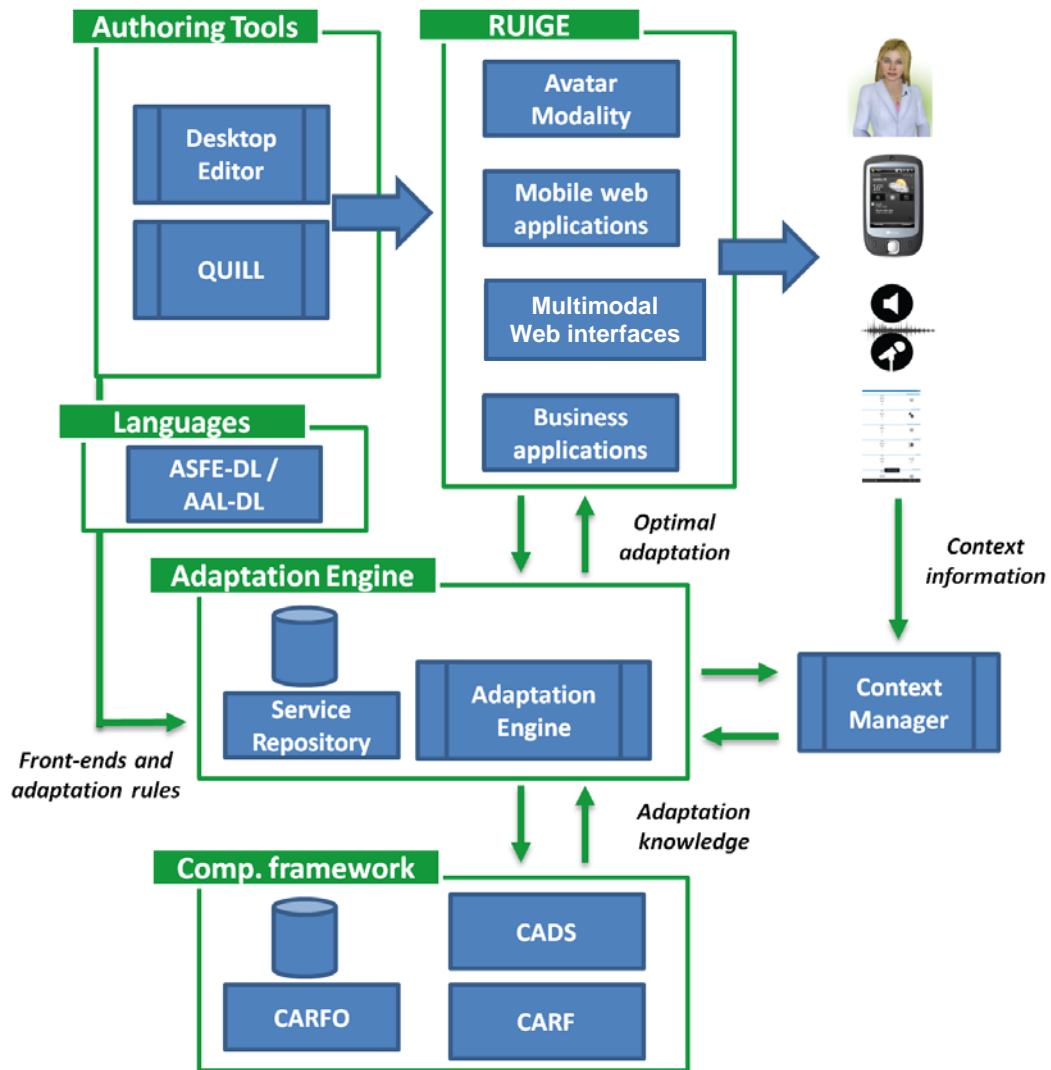 Authoring Tools
RUIGE
Desktop
Editor
QUILL
Avatar
Modality
Mobile web
applications
Multimodal
Web interfaces
Business
applications
Languages
ASFE-DL /
AAL-DL
Optimal
adaptation
Context
information
Adaptation Engine
Service
Repository
Adaptation
Engine
Context
Manager
Front-ends and
adaptation rules
Adaptation
knowledge
Comp. framework
CADS
CARFO
CARF